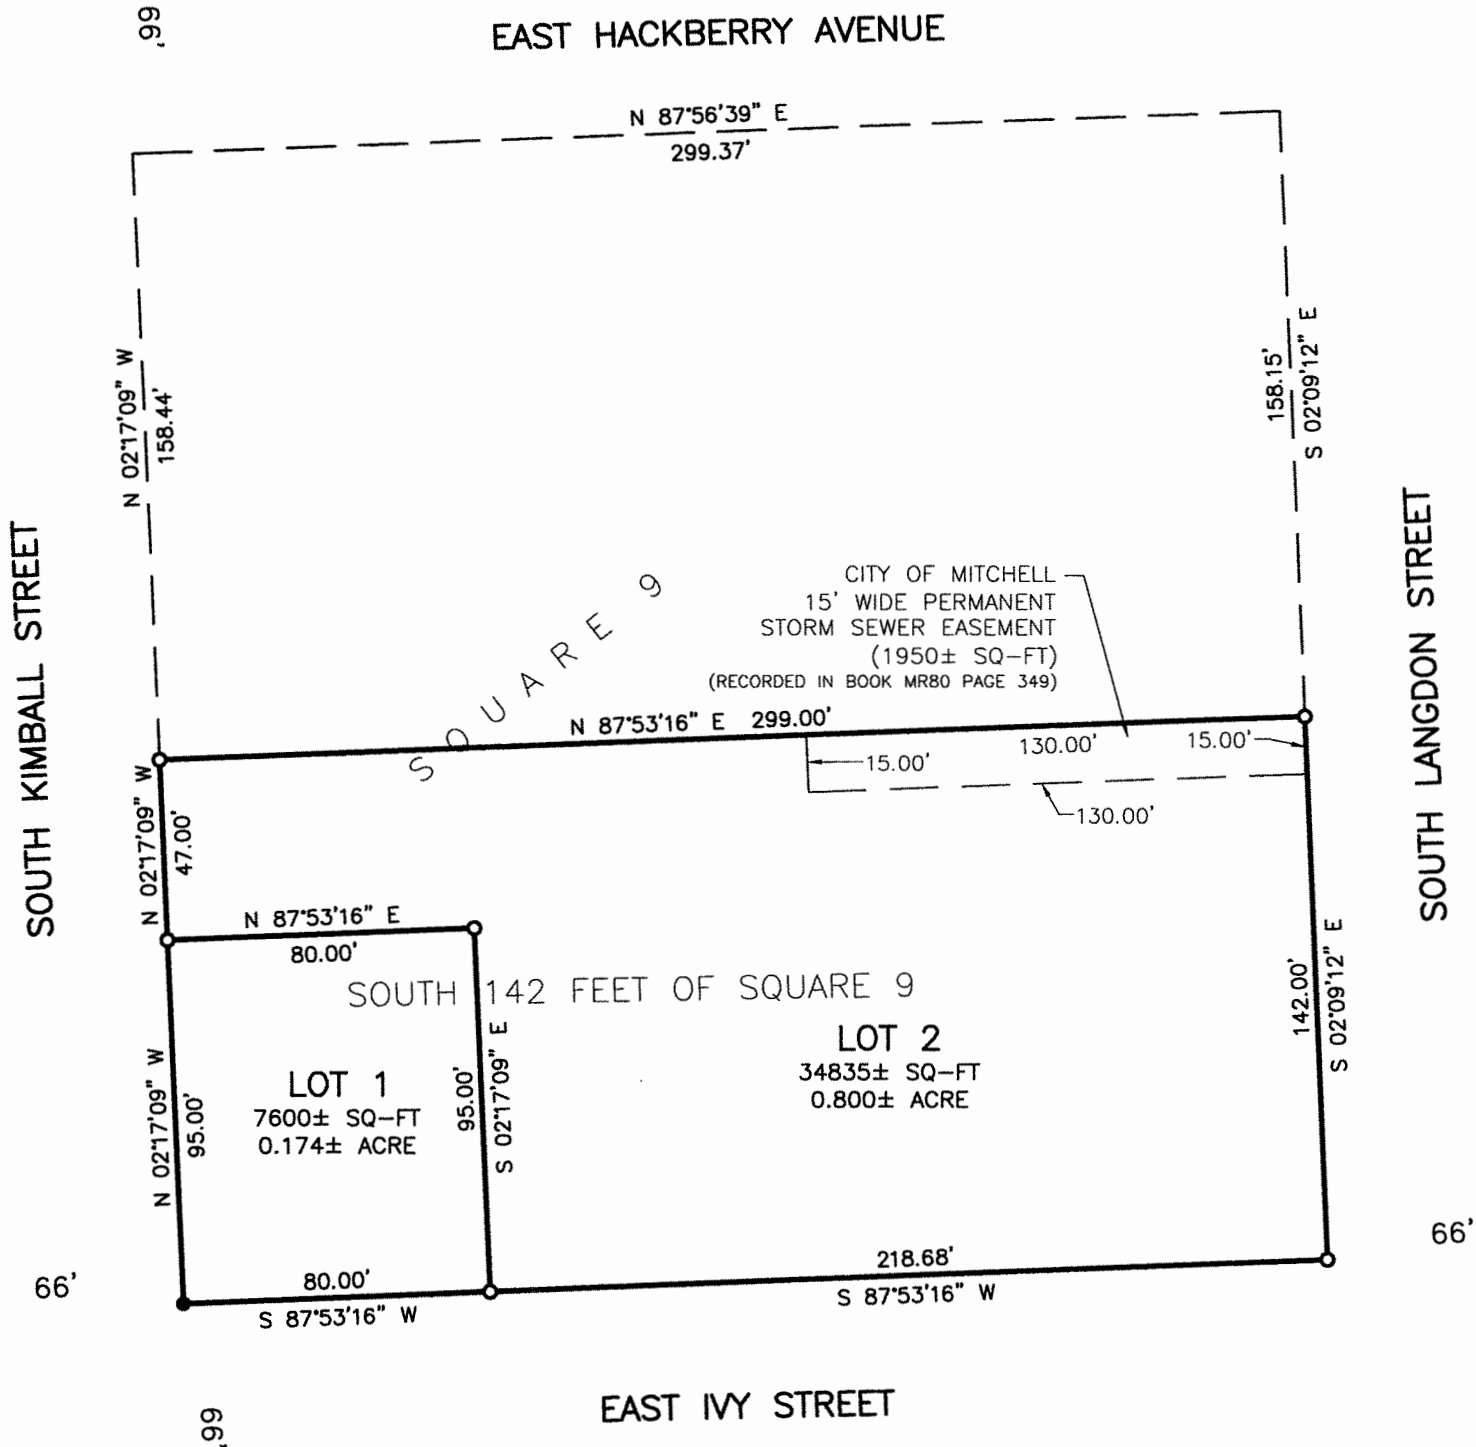 66'
EAST HACKBERRY AVENUE
N 87°56'39" E
299.37'
N 02°17'09" W
158.44'
158.15'
S 02°09'12" E
SOUTH KIMBALL STREET
SOUTH LANGDON STREET
SQUARE 9
CITY OF MITCHELL
15' WIDE PERMANENT
STORM SEWER EASEMENT
(1950± SQ-FT)
(RECORDED IN BOOK MR80 PAGE 349)
N 87°53'16" E 299.00'
15.00'
130.00'
15.00'
130.00'
N 02°17'09" W
47.00'
N 87°53'16" E
80.00'
SOUTH 142 FEET OF SQUARE 9
LOT 2
34835± SQ-FT
0.800± ACRE
142.00'
S 02°09'12" E
LOT 1
7600± SQ-FT
0.174± ACRE
N 02°17'09" W
95.00'
95.00'
S 02°17'09" E
66'
66'
80.00'
S 87°53'16" W
218.68'
S 87°53'16" W
EAST IVY STREET
66'